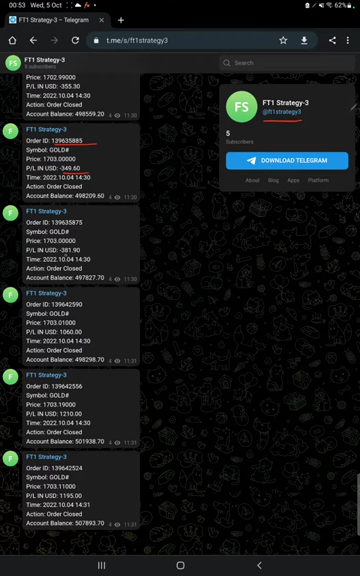 00:53 Wed, 5 Oct
62%
FT1 Strategy-3 – Telegram
t.me/s/ft1strategy3
FT1 Strategy-3
5 subscribers
Search
Price: 1702.99000
P/L IN USD: -355.30
Time: 2022.10.04 14:30
Action: Order Closed
Account Balance: 498559.20 4 11:30
FT1 Strategy-3
Order ID: 139635885
Symbol: GOLD#
Price: 1703.00000
P/L IN USD: -349.60
Time: 2022.10.04 14:30
Action: Order Closed
Account Balance: 498209.60 4 11:30
FT1 Strategy-3
Order ID: 139635875
Symbol: GOLD#
Price: 1703.00000
P/L IN USD: -381.90
Time: 2022.10.04 14:30
Action: Order Closed
Account Balance: 497827.70 4 11:30
FT1 Strategy-3
Order ID: 139642590
Symbol: GOLD#
Price: 1703.01000
P/L IN USD: 1060.00
Time: 2022.10.04 14:30
Action: Order Closed
Account Balance: 498298.70 4 11:31
FT1 Strategy-3
Order ID: 139642556
Symbol: GOLD#
Price: 1703.19000
P/L IN USD: 1210.00
Time: 2022.10.04 14:30
Action: Order Closed
Account Balance: 501938.70 4 11:31
FT1 Strategy-3
Order ID: 139642524
Symbol: GOLD#
Price: 1703.11000
P/L IN USD: 1195.00
Time: 2022.10.04 14:31
Action: Order Closed
Account Balance: 507893.70 4 11:31
FS
FT1 Strategy-3
@ft1strategy3
5
Subscribers
DOWNLOAD TELEGRAM
About Blog Apps Platform
F
F
F
F
F
F